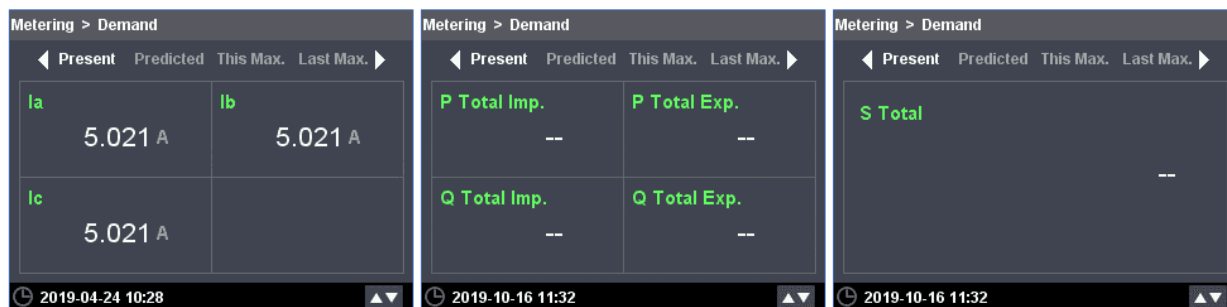 Metering > Demand
Present Predicted This Max. Last Max.
Ia
5.021 A
Ib
5.021 A
Ic
5.021 A
2019-04-24 10:28
Metering > Demand
Present Predicted This Max. Last Max.
P Total Imp.
--
P Total Exp.
--
Q Total Imp.
--
Q Total Exp.
--
2019-10-16 11:32
Metering > Demand
Present Predicted This Max. Last Max.
S Total
--
2019-10-16 11:32